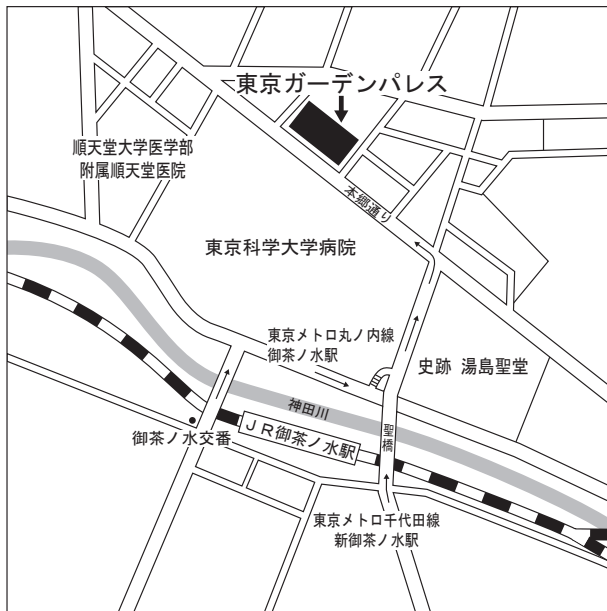 東京ガーデンパレス
順天堂大学医学部
附属順天堂医院
本郷通り
東京科学大学病院
東京メトロ丸ノ内線
御茶ノ水駅
史跡 湯島聖堂
神田川
聖橋
御茶ノ水交番
JR御茶ノ水駅
東京メトロ千代田線
新御茶ノ水駅